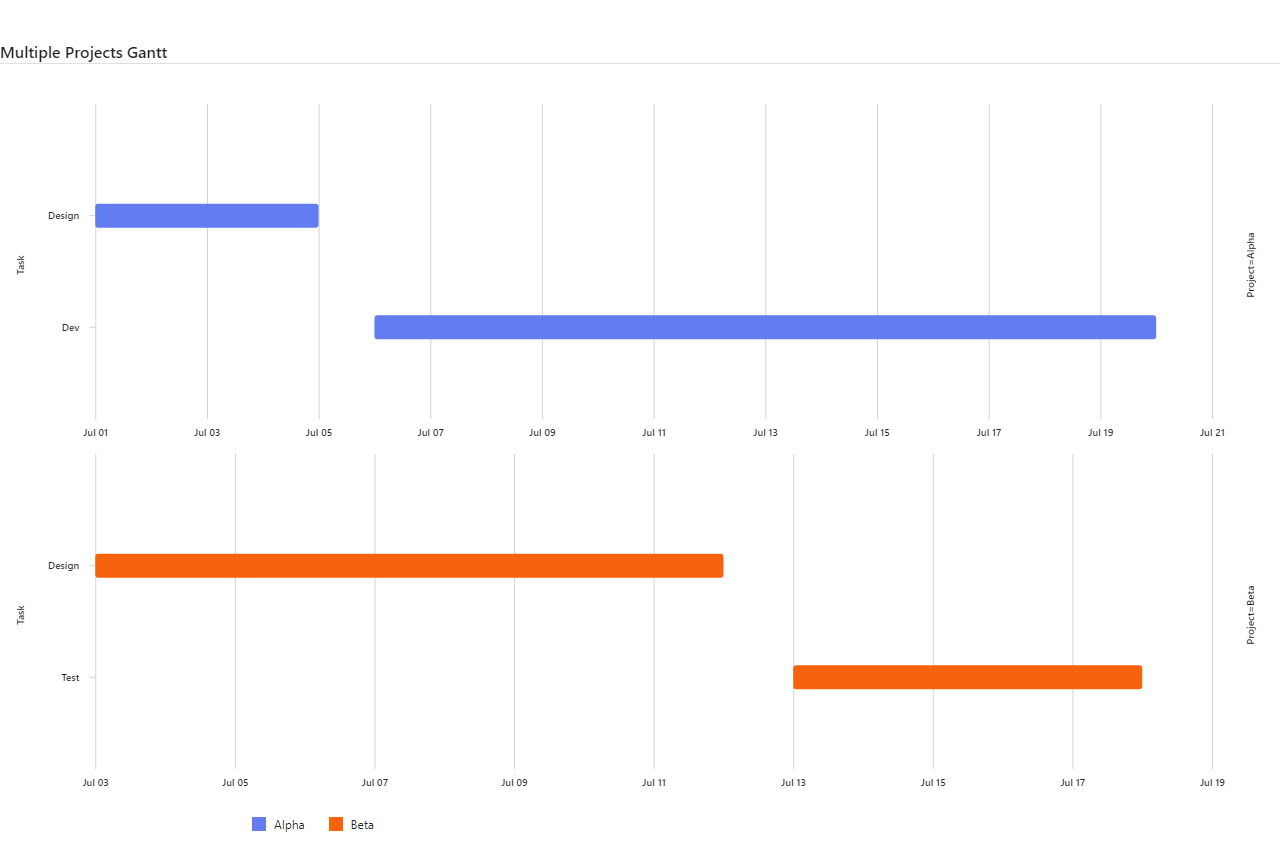 Multiple Projects Gantt
Task
Design
Dev
Project=Alpha
Jul 01 Jul 03 Jul 05 Jul 07 Jul 09 Jul 11 Jul 13 Jul 15 Jul 17 Jul 19 Jul 21
Task
Design
Test
Project=Beta
Jul 03 Jul 05 Jul 07 Jul 09 Jul 11 Jul 13 Jul 15 Jul 17 Jul 19
Alpha Beta